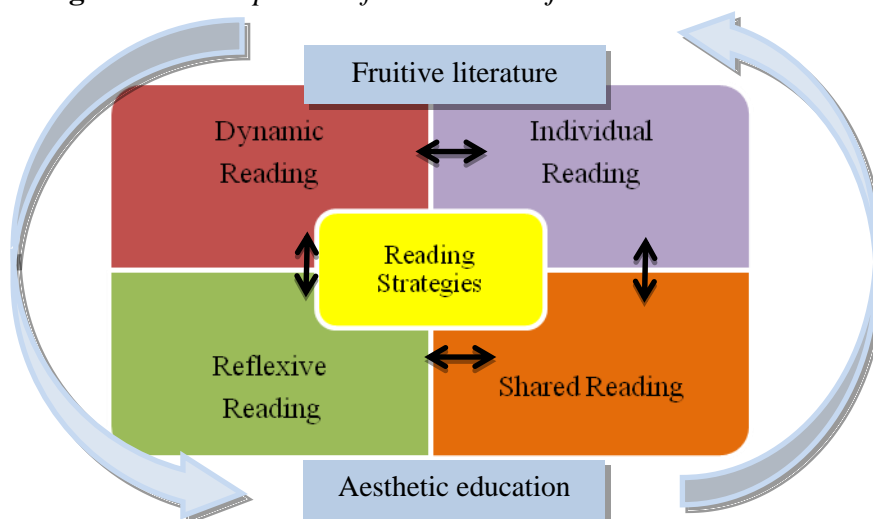 Fruitive literature
Dynamic
Reading
Individual
Reading
Reading
Strategies
Reflexive
Reading
Shared Reading
Aesthetic education